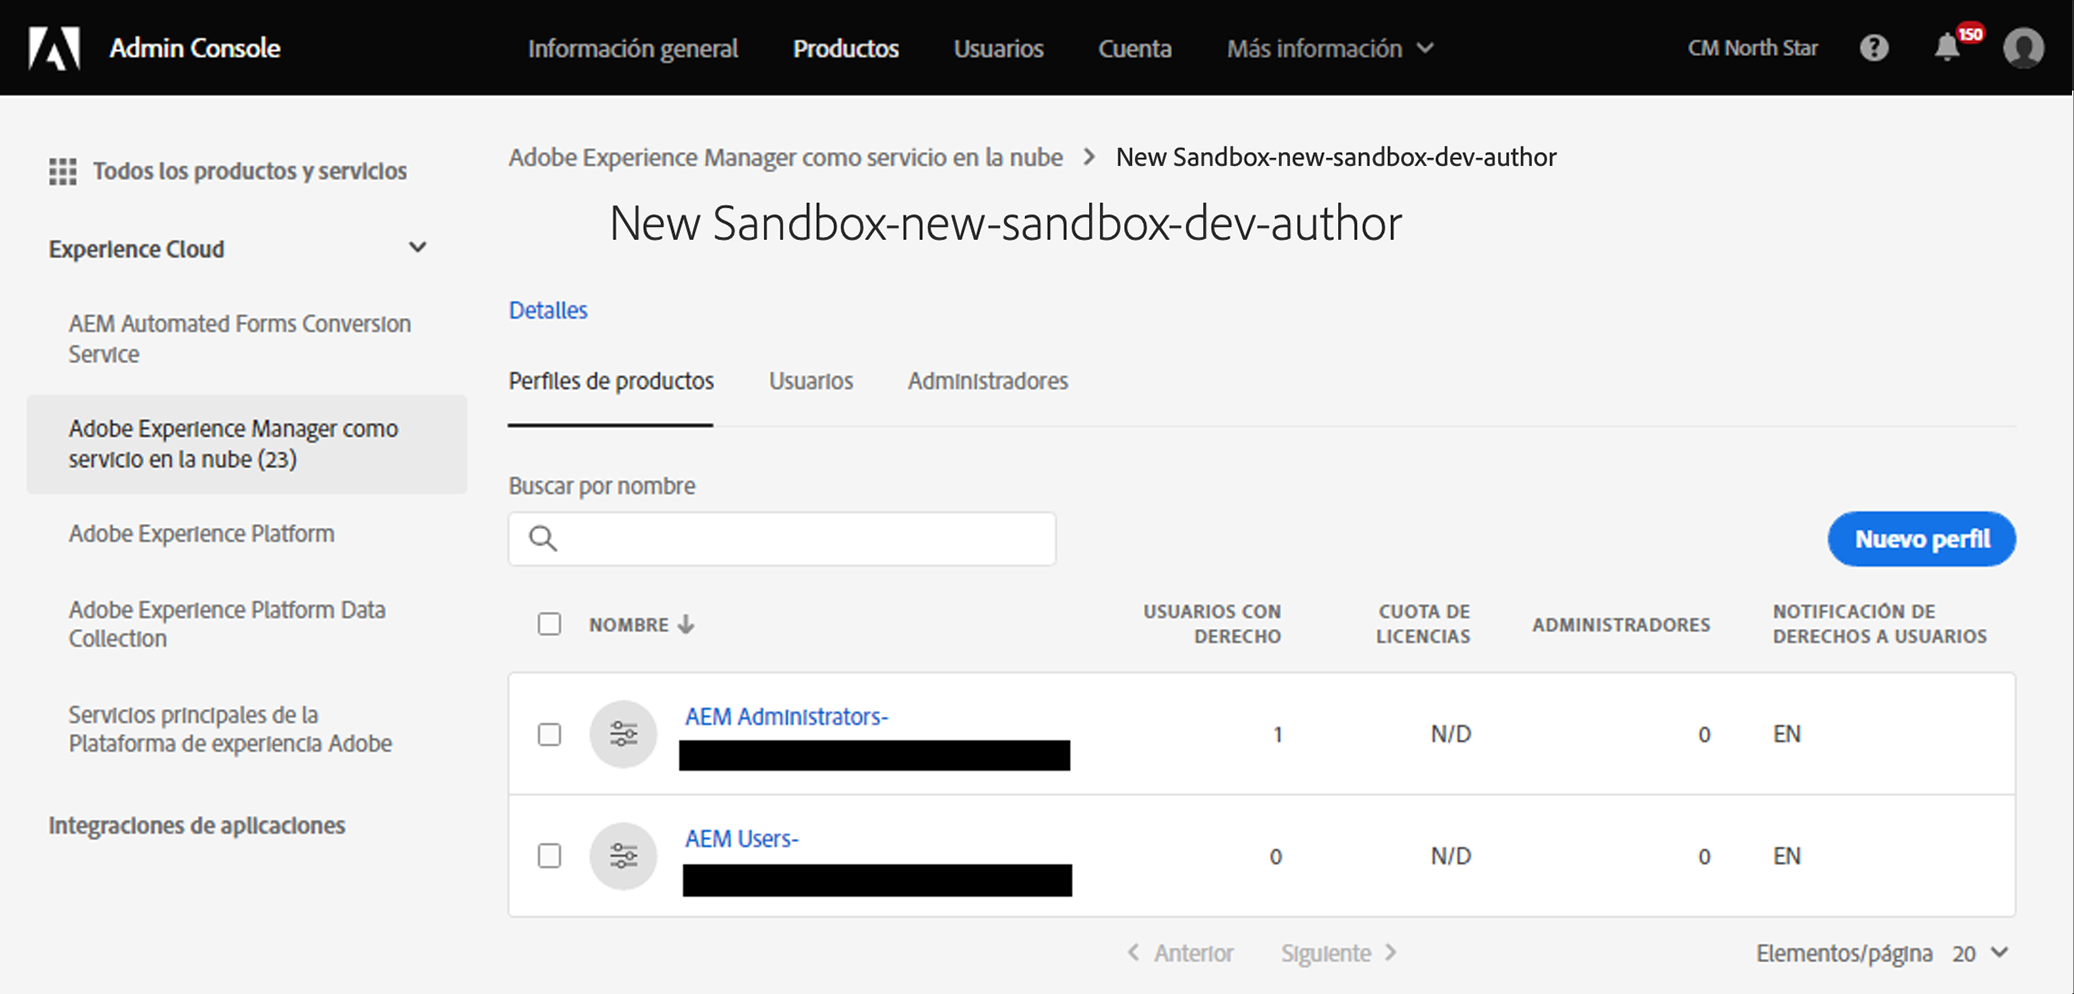 Admin Console
Información general
Productos
Usuarios
Cuenta
Más información
CM North Star
150
Todos los productos y servicios
Experience Cloud
AEM Automated Forms Conversion
Service
Adobe Experience Manager como
servicio en la nube (23)
Adobe Experience Platform
Adobe Experience Platform Data
Collection
Servicios principales de la
Plataforma de experiencia Adobe
Integraciones de aplicaciones
Adobe Experience Manager como servicio en la nube > New Sandbox-new-sandbox-dev-author
New Sandbox-new-sandbox-dev-author
Detalles
Perfiles de productos
Usuarios
Administradores
Buscar por nombre
Nuevo perfil
NOMBRE
USUARIOS CON
DERECHO
CUOTA DE
LICENCIAS
ADMINISTRADORES
NOTIFICACIÓN DE
DERECHOS A USUARIOS
AEM Administrators-
1
N/D
0
EN
AEM Users-
0
N/D
0
EN
Anterior
Siguiente
Elementos/página 20